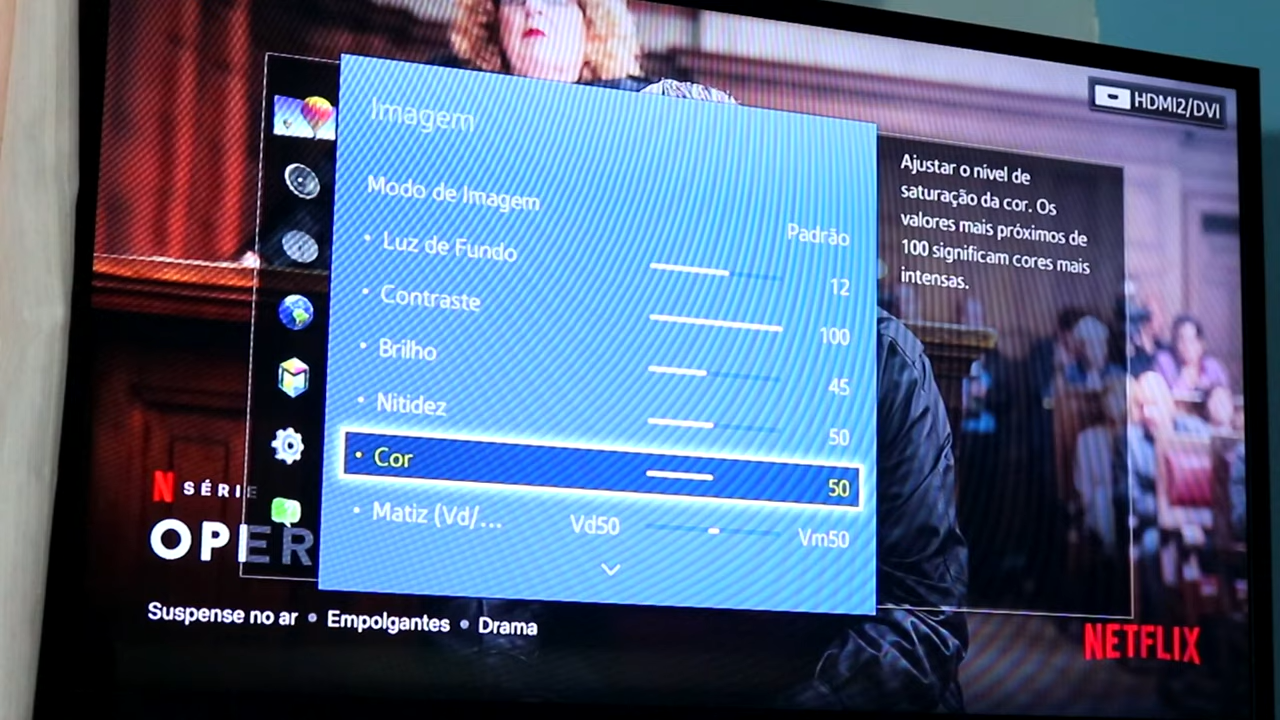 HDMI2/DVI
Imagem
Modo de Imagem
Padrão
• Luz de Fundo
12
• Contraste
100
• Brilho
45
• Nitidez
50
• Cor
50
• Matiz (Vd/...
Vd50
Vm50
Ajustar o nível de
saturação da cor. Os
valores mais próximos de
100 significam cores mais
intensas.
N SÉRIE
OPER
Suspense no ar • Empolgantes • Drama
NETFLIX